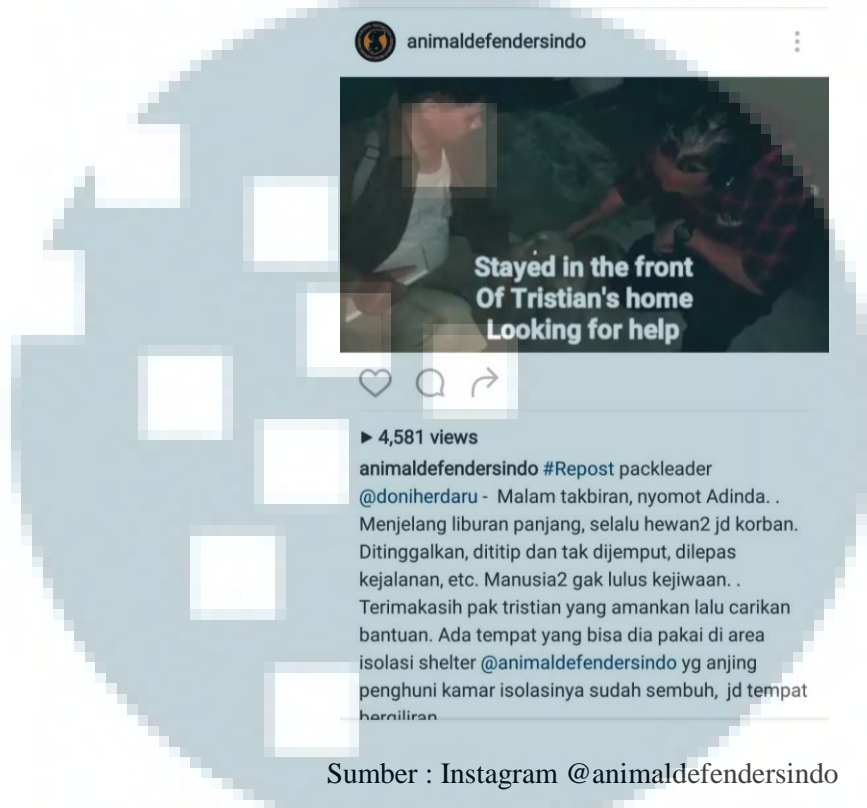 animaldefendersindo
Stayed in the front
Of Tristian's home
Looking for help
4,581 views
animaldefendersindo #Repost packleader
@doniherdaru - Malam takbiran, nyomot Adinda. .
Menjelang liburan panjang, selalu hewan2 jd korban.
Ditinggalkan, dititip dan tak dijemput, dilepas
kejalanan, etc. Manusia2 gak lulus kejiwaan. .
Terimakasih pak tristian yang amankan lalu carikan
bantuan. Ada tempat yang bisa dia pakai di area
isolasi shelter @animaldefendersindo yg anjing
penghuni kamar isolasinya sudah sembuh, jd tempat
bergiliran
Sumber : Instagram @animaldefendersindo